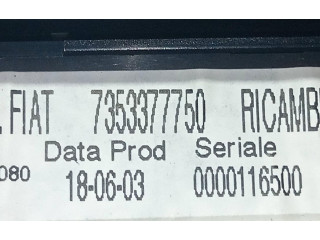 FIAT 7353377750 RICAMB
Data Prod Seriale
080 18-06-03 0000116500